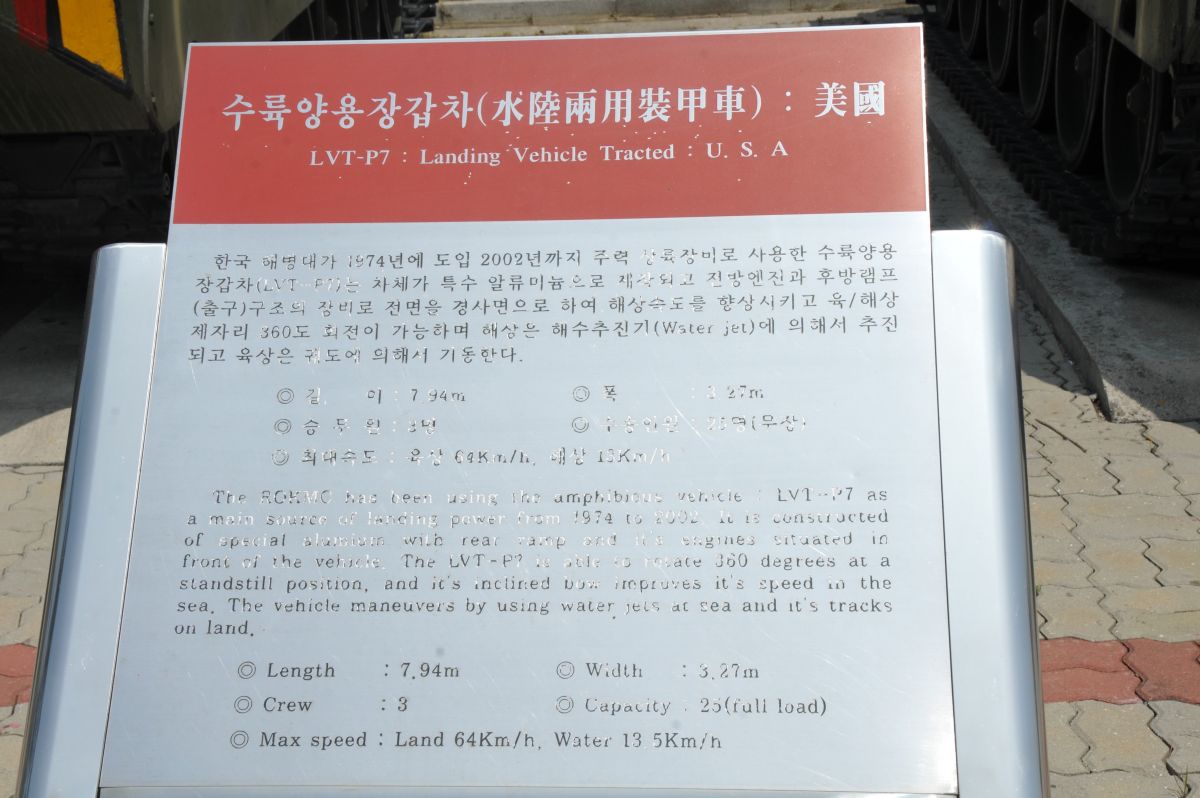 수륙양용장갑차(水陸兩用裝甲車) : 美國
LVT-P7 : Landing Vehicle Tracted : U. S. A
한국 해병대가 1974년에 도입 2002년까지 주력 상륙장비로 사용한 수륙양용
장갑차(LVT-P7)는 차체가 특수 알류미늄으로 제작되고 전방엔진과 후방램프
(출구)구조의 장비로 전면을 경사면으로 하여 해상속도를 향상시키고 육/해상
제자리 360도 회전이 가능하며 해상은 해수추진기(Water jet)에 의해서 추진
되고 육상은 궤도에 의해서 기동한다.
◎ 길 이 : 7.94m ◎ 폭 : 3.27m
◎ 승 무 원 : 3명 ◎ 수송인원 : 25명(무상)
◎ 최대속도 : 육상 64Km/h, 해상 13Km/h
The ROKMC has been using the amphibious vehicle : LVT-P7 as
a main source of landing power from 1974 to 2002. It is constructed
of special alumium with rear ramp and it's engines situated in
front of the vehicle. The LVT-P7 is able to rotate 360 degrees at a
standstill position, and it's inclined bow improves it's speed in the
sea. The vehicle maneuvers by using water jets at sea and it's tracks
on land.
◎ Length : 7.94m ◎ Width : 3.27m
◎ Crew : 3 ◎ Capacity : 25(full load)
◎ Max speed : Land 64Km/h, Water 13.5Km/h